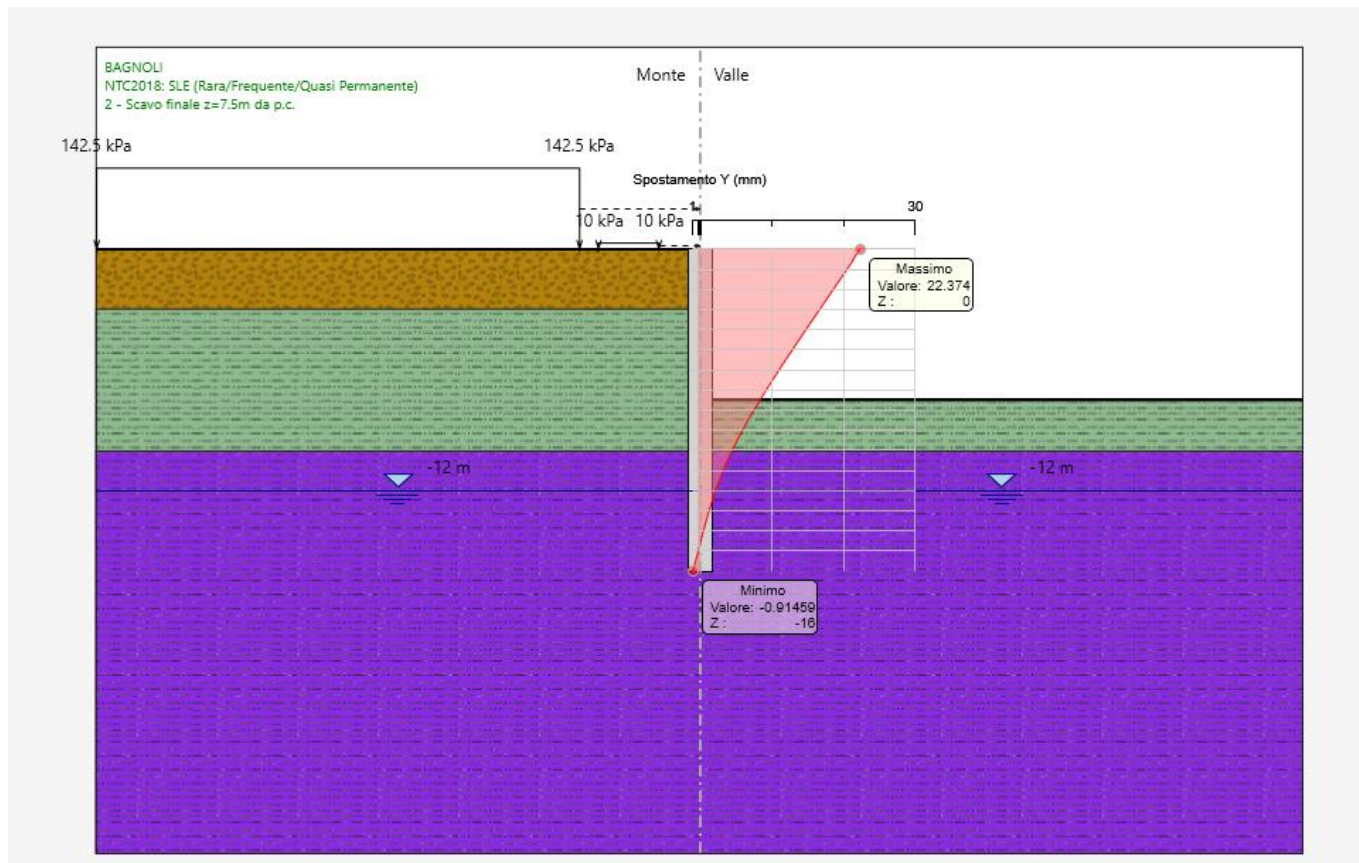 BAGNOLI
NTC2018: SLE (Rara/Frequente/Quasi Permanente)
2 - Scavo finale z=7.5m da p.c.
Monte
Valle
142.5 kPa
142.5 kPa
Spostamento Y (mm)
1
30
10 kPa
10 kPa
Massimo
Valore: 22.374
Z : 0
-12 m
-12 m
Minimo
Valore: -0.91459
Z : -16